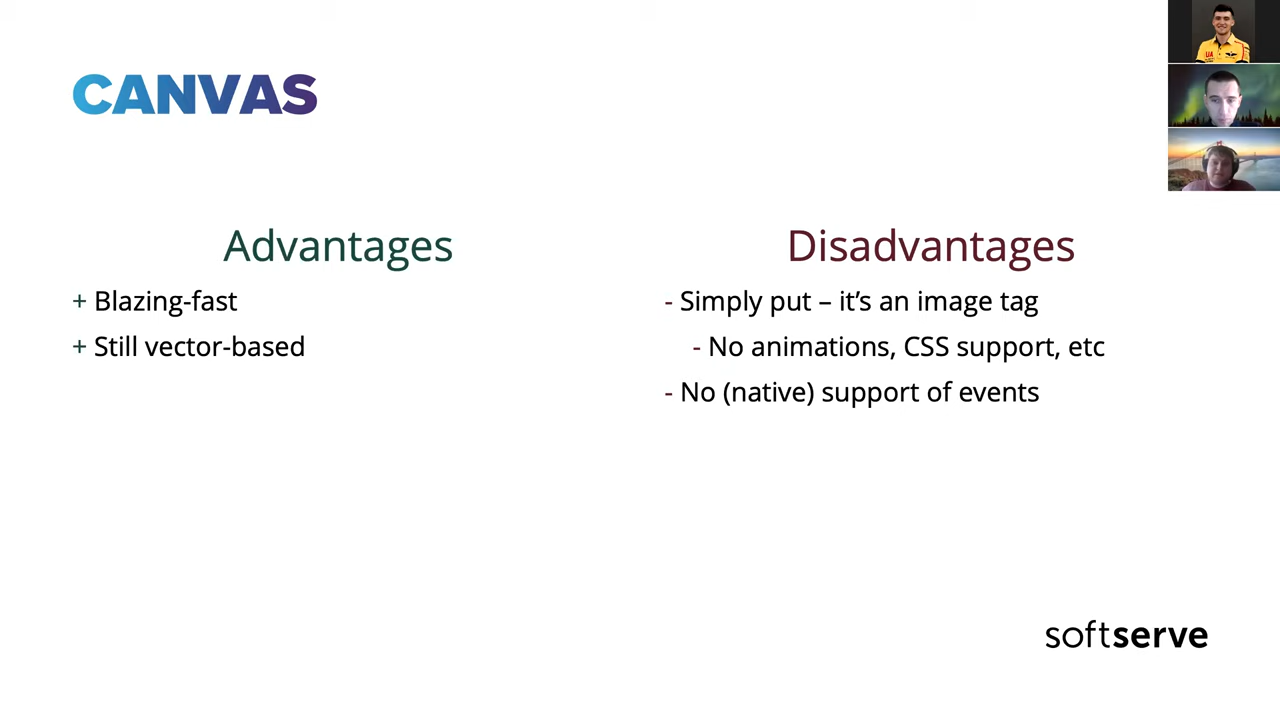 CANVAS
Advantages
+ Blazing-fast
+ Still vector-based
Disadvantages
- Simply put – it’s an image tag
- No animations, CSS support, etc
- No (native) support of events
softserve
UA